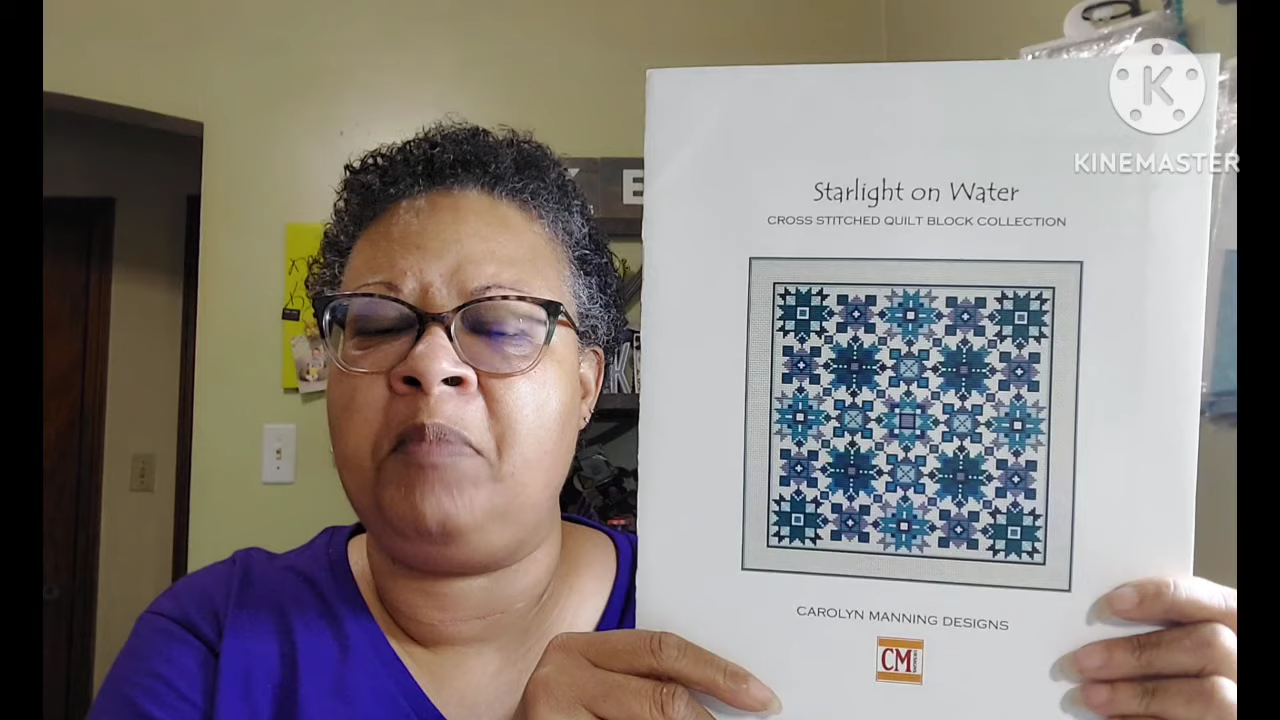 Starlight on Water
CROSS STITCHED QUILT BLOCK COLLECTION
CAROLYN MANNING DESIGNS
CM
K
KINEMASTER
E
K